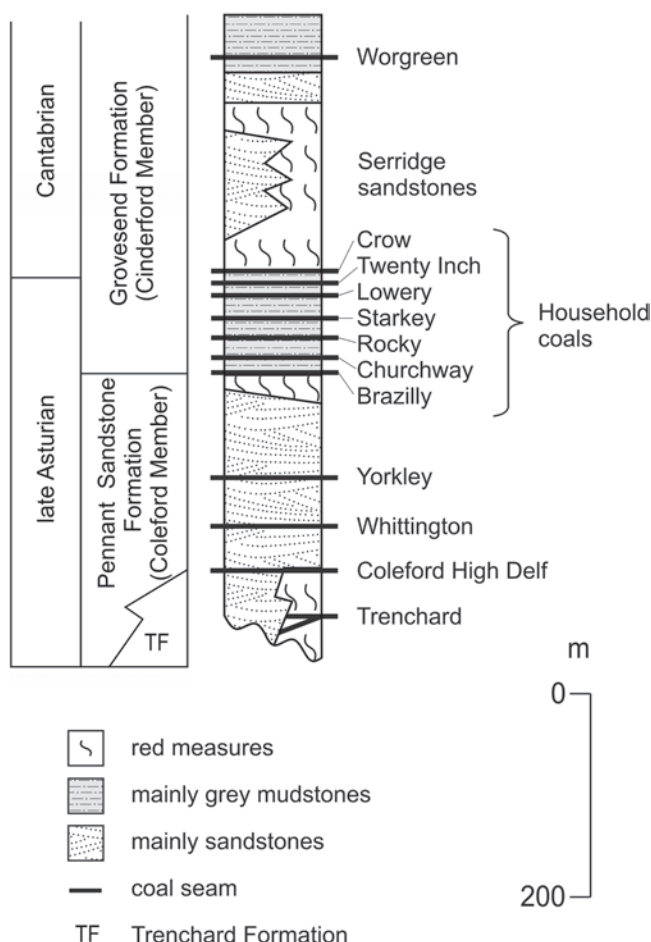 Cantabrian
late Asturian
Grovesend Formation
(Cinderford Member)
Pennant Sandstone
Formation
(Coleford Member)
TF
Worgreen
Serridge
sandstones
Crow
Twenty Inch
Lowery
Starkey
Rocky
Churchway
Brazilly
Household
coals
Yorkley
Whittington
Coleford High Delf
Trenchard
m
0
200
red measures
mainly grey mudstones
mainly sandstones
coal seam
TF Trenchard Formation